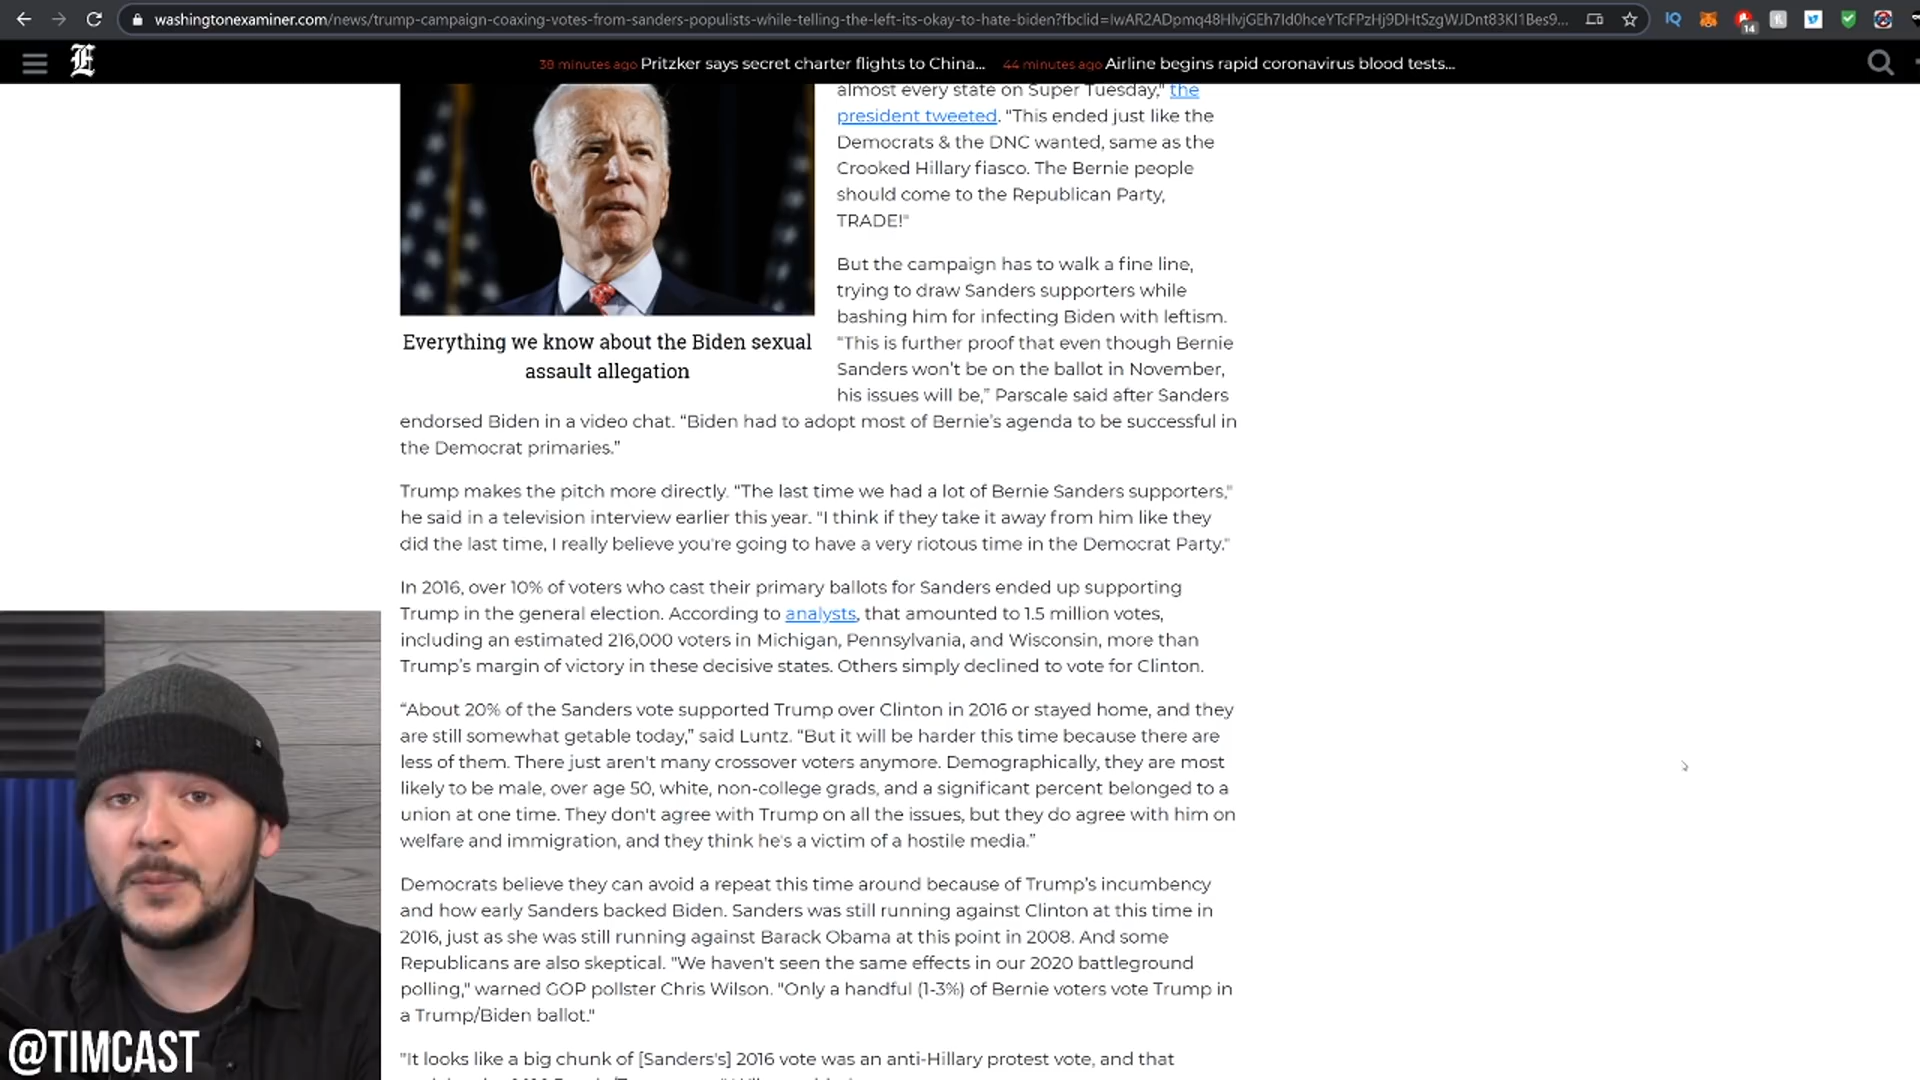 washingtonexaminer.com/news/trump-campaign-coaxing-votes-from-sanders-populists-while-telling-the-left-its-okay-to-hate-biden?fbclid=
14
38 minutes ago Pritzker says secret charter flights to China...
44 minutes ago Airline begins rapid coronavirus blood tests...
almost every state on Super Tuesday," the
president tweeted. "This ended just like the
Democrats & the DNC wanted, same as the
Crooked Hillary fiasco. The Bernie people
should come to the Republican Party,
TRADE!"
But the campaign has to walk a fine line,
trying to draw Sanders supporters while
bashing him for infecting Biden with leftism.
"This is further proof that even though Bernie
Sanders won't be on the ballot in November,
his issues will be," Parscale said after Sanders
Everything we know about the Biden sexual
assault allegation
endorsed Biden in a video chat. “Biden had to adopt most of Bernie’s agenda to be successful in
the Democrat primaries.”
Trump makes the pitch more directly. "The last time we had a lot of Bernie Sanders supporters,"
he said in a television interview earlier this year. "I think if they take it away from him like they
did the last time, I really believe you're going to have a very riotous time in the Democrat Party."
In 2016, over 10% of voters who cast their primary ballots for Sanders ended up supporting
Trump in the general election. According to analysts, that amounted to 1.5 million votes,
including an estimated 216,000 voters in Michigan, Pennsylvania, and Wisconsin, more than
Trump’s margin of victory in these decisive states. Others simply declined to vote for Clinton.
“About 20% of the Sanders vote supported Trump over Clinton in 2016 or stayed home, and they
are still somewhat getable today,” said Luntz. “But it will be harder this time because there are
less of them. There just aren't many crossover voters anymore. Demographically, they are most
likely to be male, over age 50, white, non-college grads, and a significant percent belonged to a
union at one time. They don't agree with Trump on all the issues, but they do agree with him on
welfare and immigration, and they think he's a victim of a hostile media.”
Democrats believe they can avoid a repeat this time around because of Trump’s incumbency
and how early Sanders backed Biden. Sanders was still running against Clinton at this time in
2016, just as she was still running against Barack Obama at this point in 2008. And some
Republicans are also skeptical. "We haven't seen the same effects in our 2020 battleground
polling," warned GOP pollster Chris Wilson. "Only a handful (1-3%) of Bernie voters vote Trump in
a Trump/Biden ballot."
"It looks like a big chunk of [Sanders's] 2016 vote was an anti-Hillary protest vote, and that
@TIMCAST